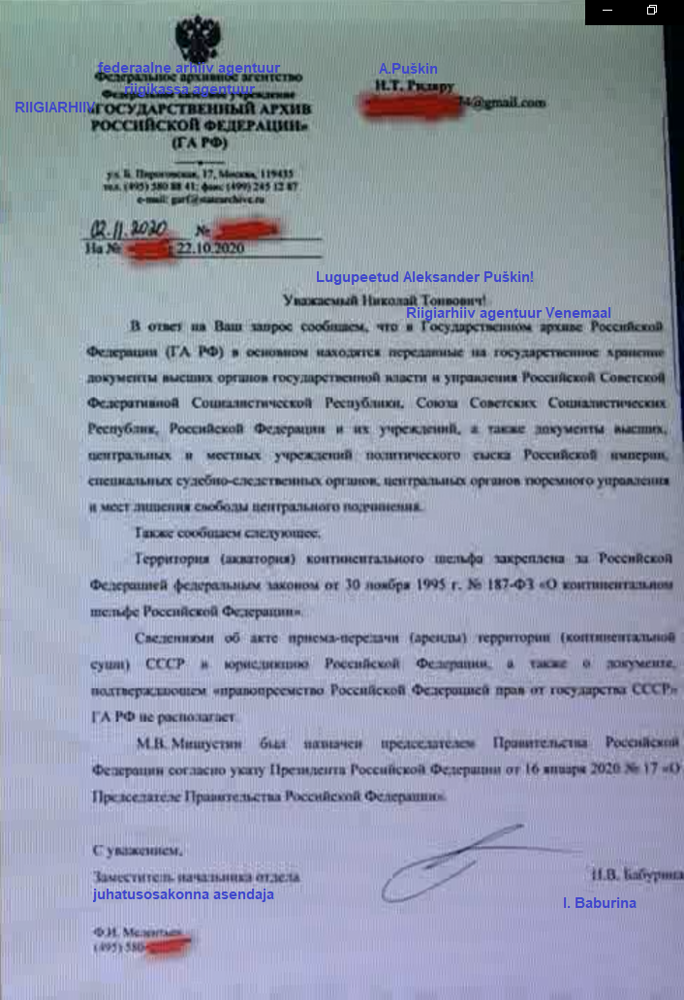 federaalne arhiiv agentuur
Федеральное архивное агентство
riigikassa agentuur
Федеральное казенное учреждение
RIIGIARHIIV
«ГОСУДАРСТВЕННЫЙ АРХИВ
РОССИЙСКОЙ ФЕДЕРАЦИИ»
(ГА РФ)
ул. Б. Пироговская, 17, Москва, 119435
тел. (495) 580 88 41; факс (499) 245 12 87
e-mail: garf@statearchive.ru
02.11.2020 №
На № 22.10.2020
A.Puškin
Н.Т. Ридару
4@gmail.com
Lugupeetud Aleksander Puškin!
Уважаемый Николай Тоивович!
Riigiarhiiv agentuur Venemaal
В ответ на Ваш запрос сообщаем, что в Государственном архиве Российской
Федерации (ГА РФ) в основном находятся переданные на государственное хранение
документы высших органов государственной власти и управления Российской Советской
Федеративной Социалистической Республики, Союза Советских Социалистических
Республик, Российской Федерации и их учреждений, а также документы высших,
центральных и местных учреждений политического сыска Российской империи,
специальных судебно-следственных органов, центральных органов тюремного управления
и мест лишения свободы центрального подчинения.
Также сообщаем следующее.
Территория (акватория) континентального шельфа закреплена за Российской
Федерацией федеральным законом от 30 ноября 1995 г. № 187-ФЗ «О континентальном
шельфе Российской Федерации».
Сведениями об акте приема-передачи (аренды) территории (континентальной
суши) СССР в юрисдикцию Российской Федерации, а также о документе,
подтверждающем «правопреемство Российской Федерацией прав от государства СССР»
ГА РФ не располагает.
М.В. Мишустин был назначен председателем Правительства Российской
Федерации согласно указу Президента Российской Федерации от 16 января 2020 № 17 «О
Председателе Правительства Российской Федерации».
С уважением,
Заместитель начальника отдела
И.В. Бабурина
juhatusosakonna asendaja
I. Baburina
Ф.И. Мелентьев
(495) 580-